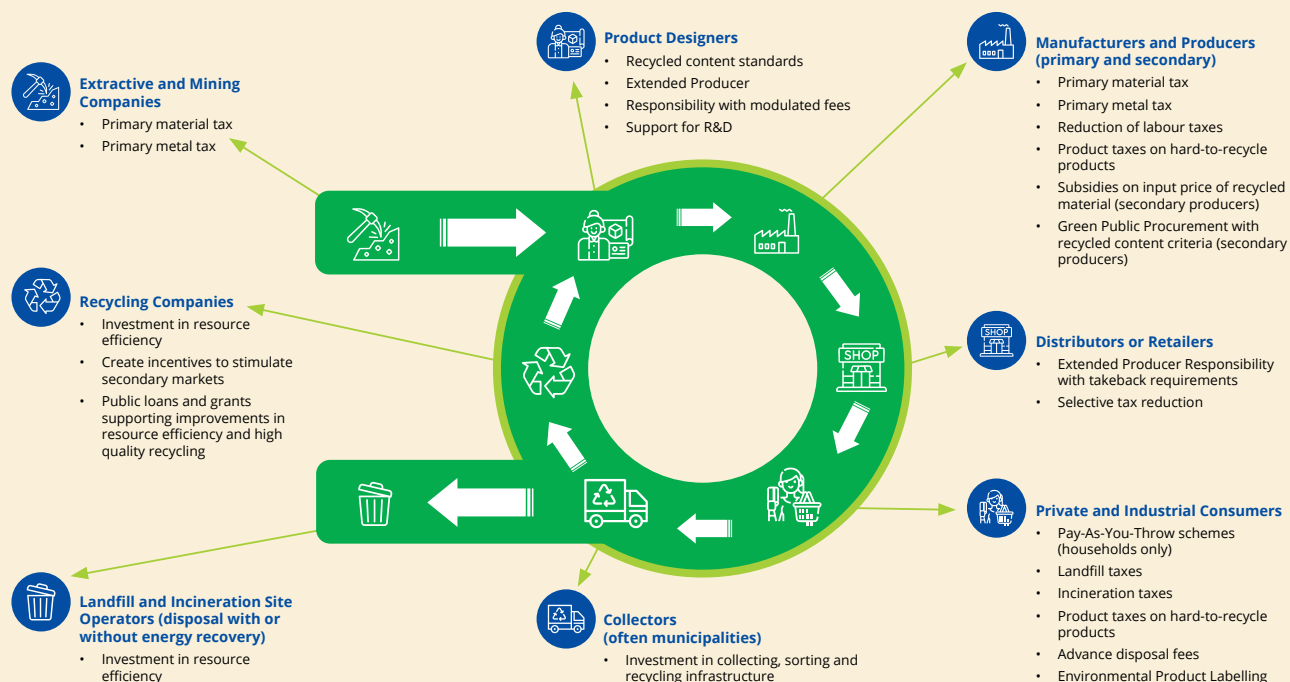 Extractive and Mining
Companies
• Primary material tax
• Primary metal tax
Product Designers
• Recycled content standards
• Extended Producer
• Responsibility with modulated fees
• Support for R&D
Manufacturers and Producers
(primary and secondary)
• Primary material tax
• Primary metal tax
• Reduction of labour taxes
• Product taxes on hard-to-recycle
products
• Subsidies on input price of recycled
material (secondary producers)
• Green Public Procurement with
recycled content criteria (secondary
producers)
Recycling Companies
• Investment in resource
efficiency
• Create incentives to stimulate
secondary markets
• Public loans and grants
supporting improvements in
resource efficiency and high
quality recycling
SHOP
SHOP
Distributors or Retailers
• Extended Producer Responsibility
with takeback requirements
• Selective tax reduction
Private and Industrial Consumers
• Pay-As-You-Throw schemes
(households only)
• Landfill taxes
• Incineration taxes
• Product taxes on hard-to-recycle
products
• Advance disposal fees
• Environmental Product Labelling
Landfill and Incineration Site
Operators (disposal with or
without energy recovery)
• Investment in resource
efficiency
Collectors
(often municipalities)
• Investment in collecting, sorting and
recycling infrastructure